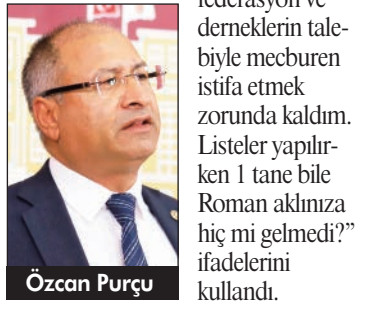 federasyon ve
derneklerin tale-
biyle mecburen
istifa etmek
zorunda kaldım.
Listeler yapılır-
ken 1 tane bile
Roman aklınıza
hiç mi gelmedi?”
ifadelerini
kullandı.
Özcan Purçu